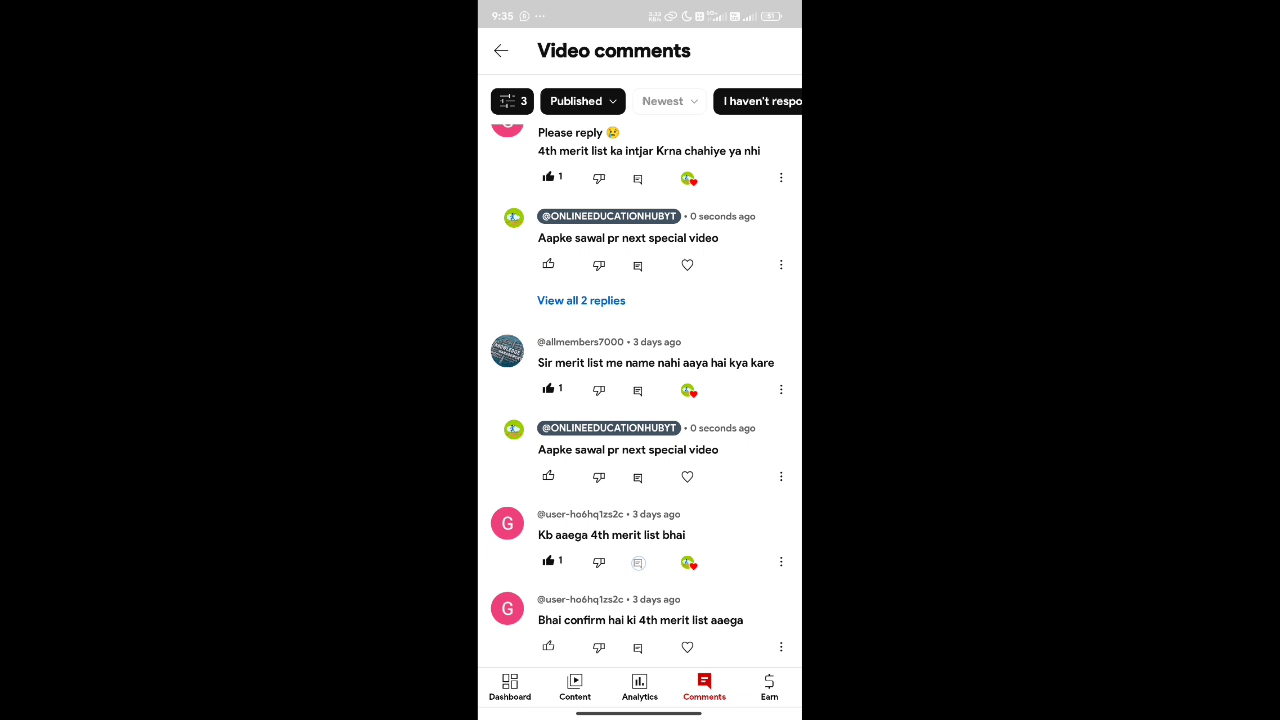 9:35
Video comments
3
Published
Newest
I haven't respo
Please reply 😢
4th merit list ka intjar Krna chahiye ya nhi
1
@ONLINEEDUCATIONHUBYT • 0 seconds ago
Aapke sawal pr next special video
View all 2 replies
@allmembers7000 • 3 days ago
Sir merit list me name nahi aaya hai kya kare
1
@ONLINEEDUCATIONHUBYT • 0 seconds ago
Aapke sawal pr next special video
G
@user-ho6hq1zs2c • 3 days ago
Kb aaega 4th merit list bhai
1
G
@user-ho6hq1zs2c • 3 days ago
Bhai confirm hai ki 4th merit list aaega
Dashboard
Content
Analytics
Comments
Earn